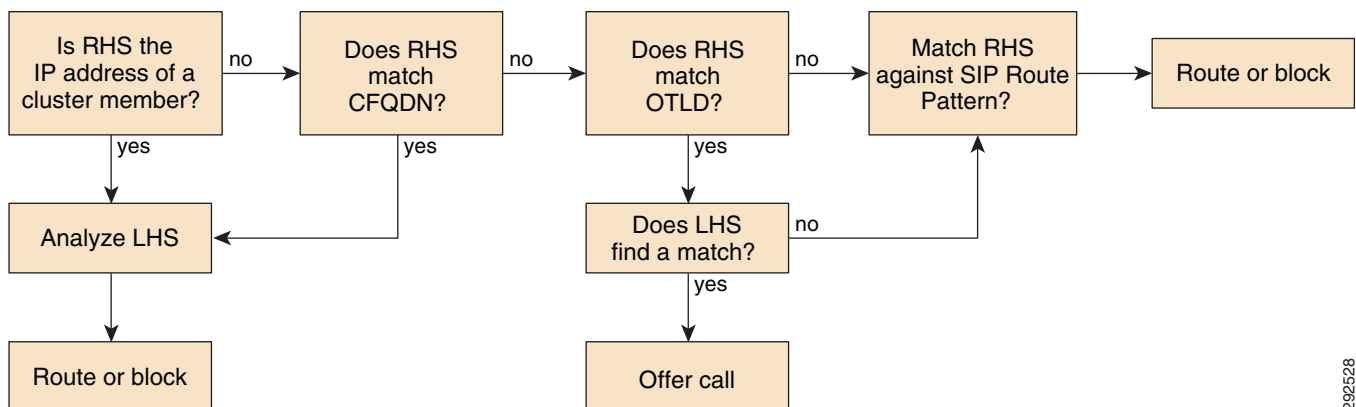 Is RHS the
IP address of a
cluster member?
no
Does RHS
match
CFQDN?
no
Does RHS
match
OTLD?
no
Match RHS
against SIP Route
Pattern?
Route or block
yes
yes
yes
Analyze LHS
Does LHS
find a match?
no
yes
Route or block
Offer call
292528